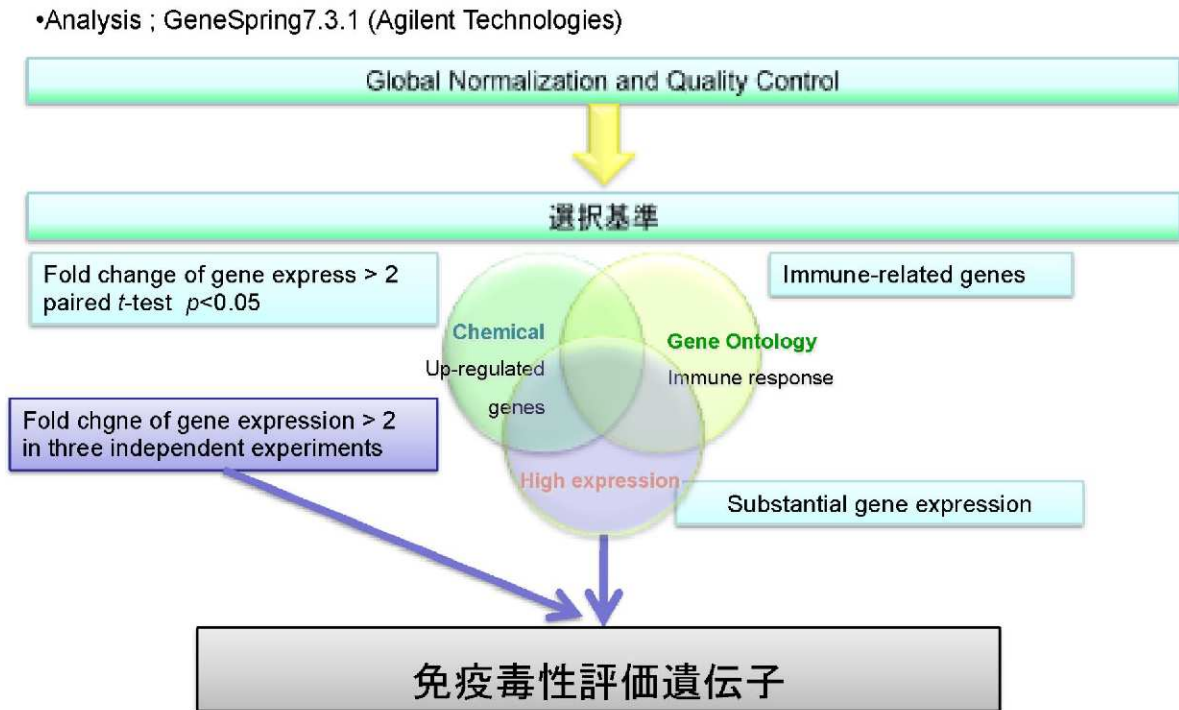 •Analysis ; GeneSpring7.3.1 (Agilent Technologies)
Global Normalization and Quality Control
選択基準
Fold change of gene express > 2
paired t-test p<0.05
Immune-related genes
Chemical
Up-regulated
genes
Gene Ontology
Immune response
Fold chgne of gene expression > 2
in three independent experiments
High expression
Substantial gene expression
免疫毒性評価遺伝子